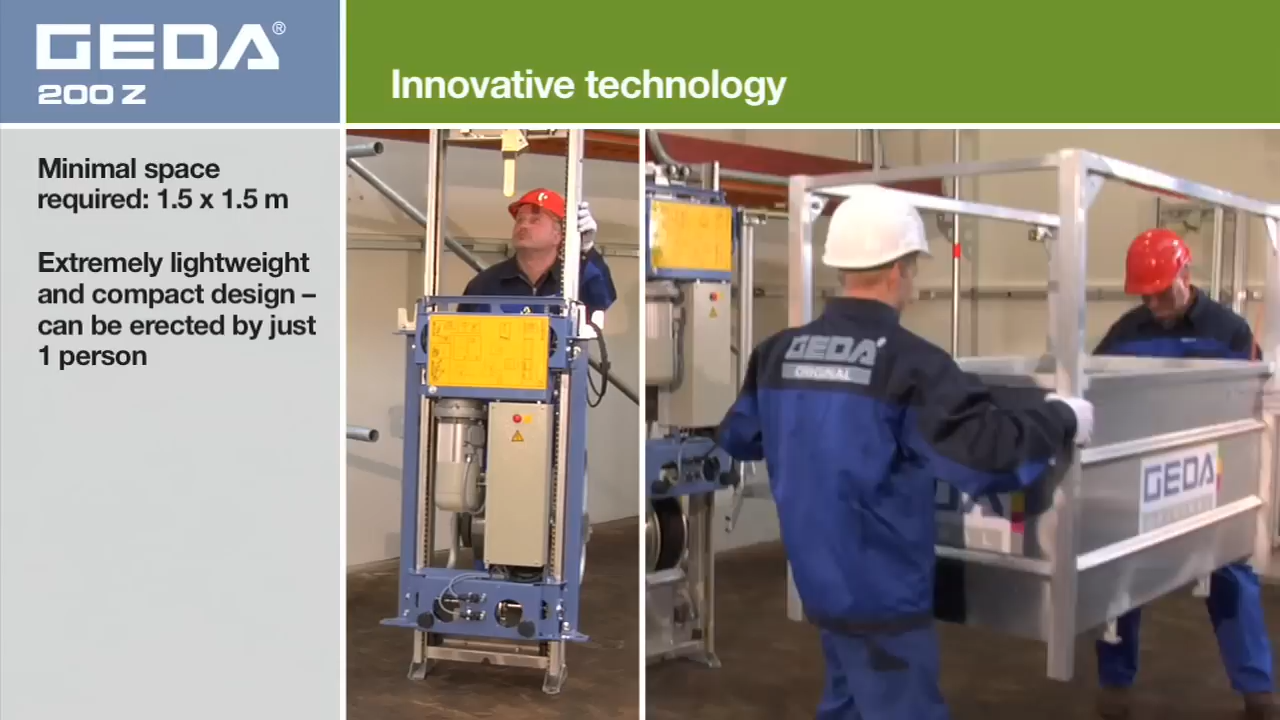 GEDA®
200 Z
Innovative technology
Minimal space
required: 1.5 x 1.5 m
Extremely lightweight
and compact design –
can be erected by just
1 person
GEDA
ORIGINAL
GEDA